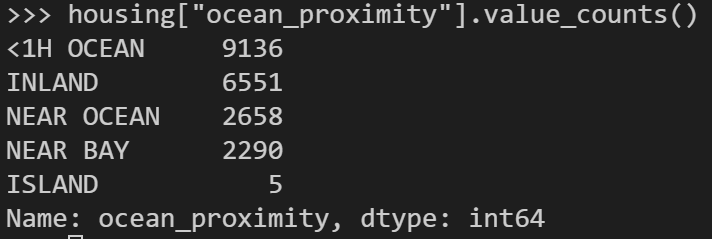 >>> housing["ocean_proximity"].value_counts()
<1H OCEAN     9136
INLAND        6551
NEAR OCEAN    2658
NEAR BAY      2290
ISLAND           5
Name: ocean_proximity, dtype: int64